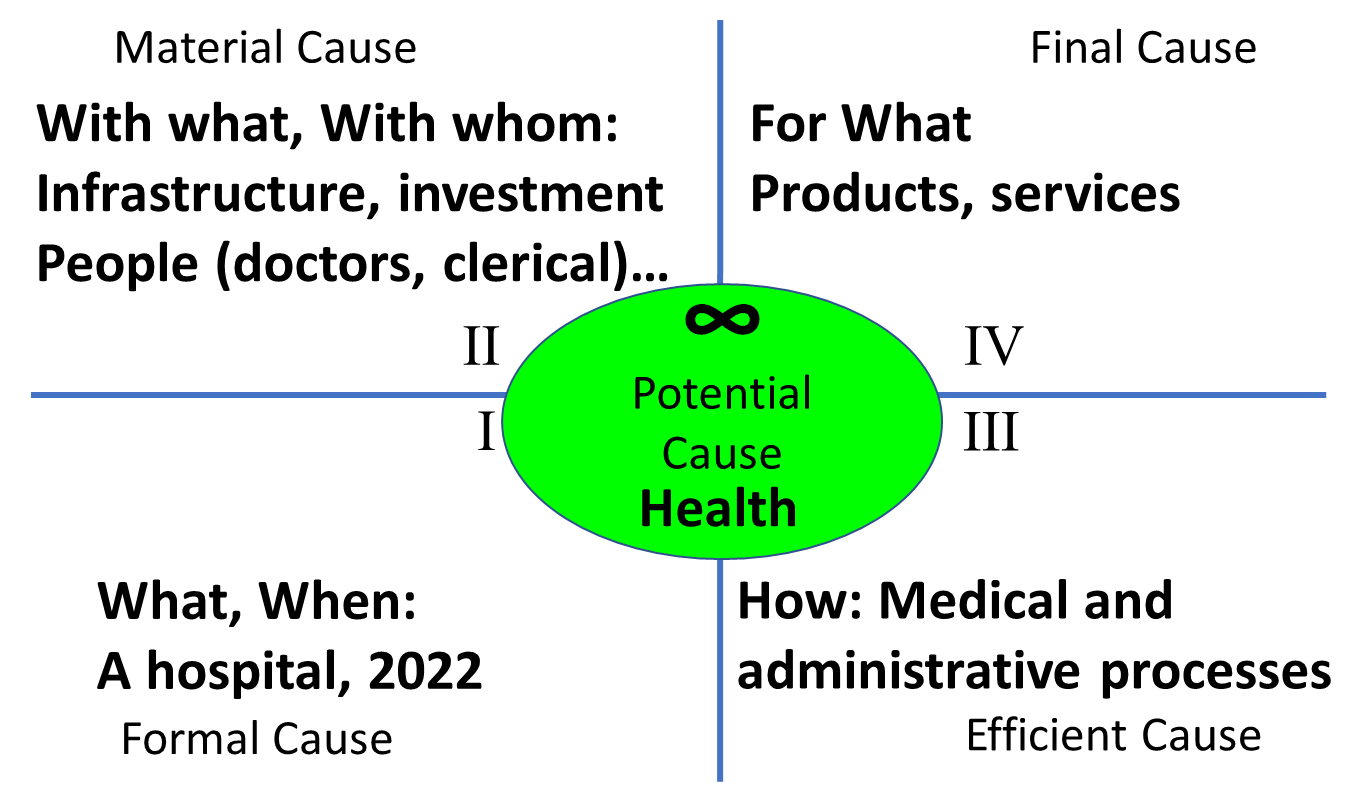 Material Cause
With what, With whom:
Infrastructure, investment
People (doctors, clerical)…
II
Final Cause
For What
Products, services
IV
∞
Potential
Cause
Health
I
What, When:
A hospital, 2022
Formal Cause
III
How: Medical and
administrative processes
Efficient Cause